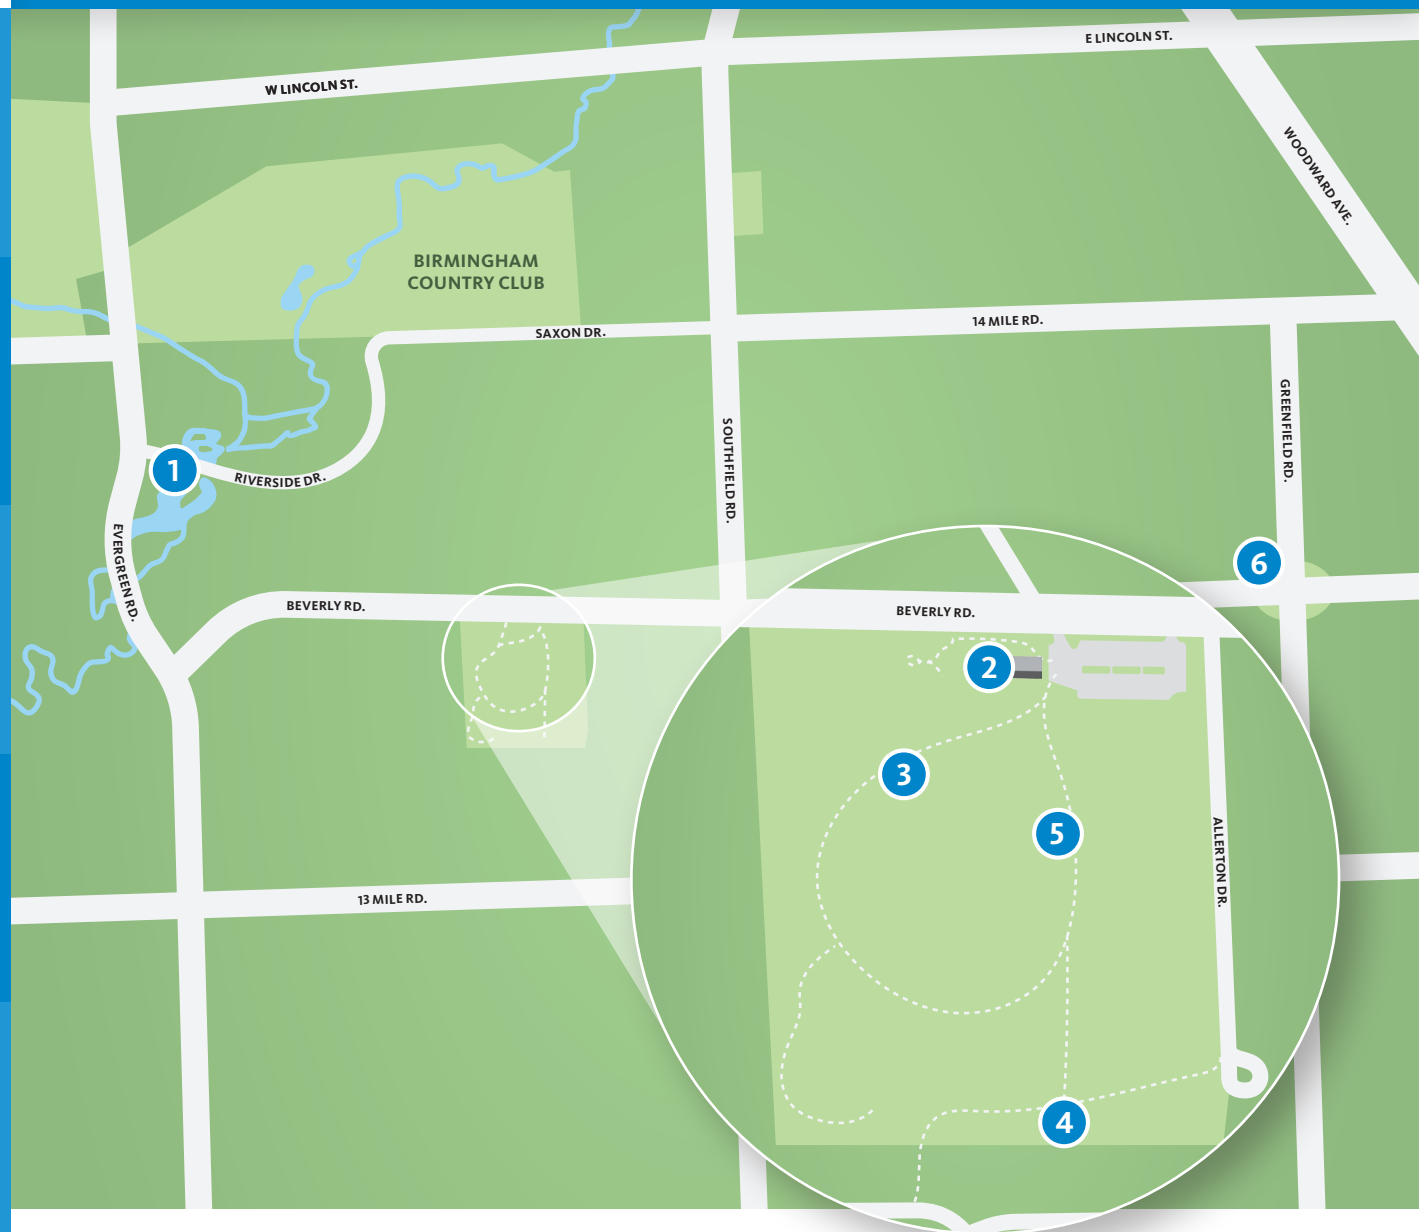 E LINCOLN ST.
W LINCOLN ST.
WOODWARD AVE.
BIRMINGHAM
COUNTRY CLUB
SAXON DR.
14 MILE RD.
GREENFIELD RD.
SOUTHFIELD RD.
1
RIVERSIDE DR.
EVERGREEN RD.
6
BEVERLY RD.
BEVERLY RD.
2
3
5
ALLERTON DR.
13 MILE RD.
4